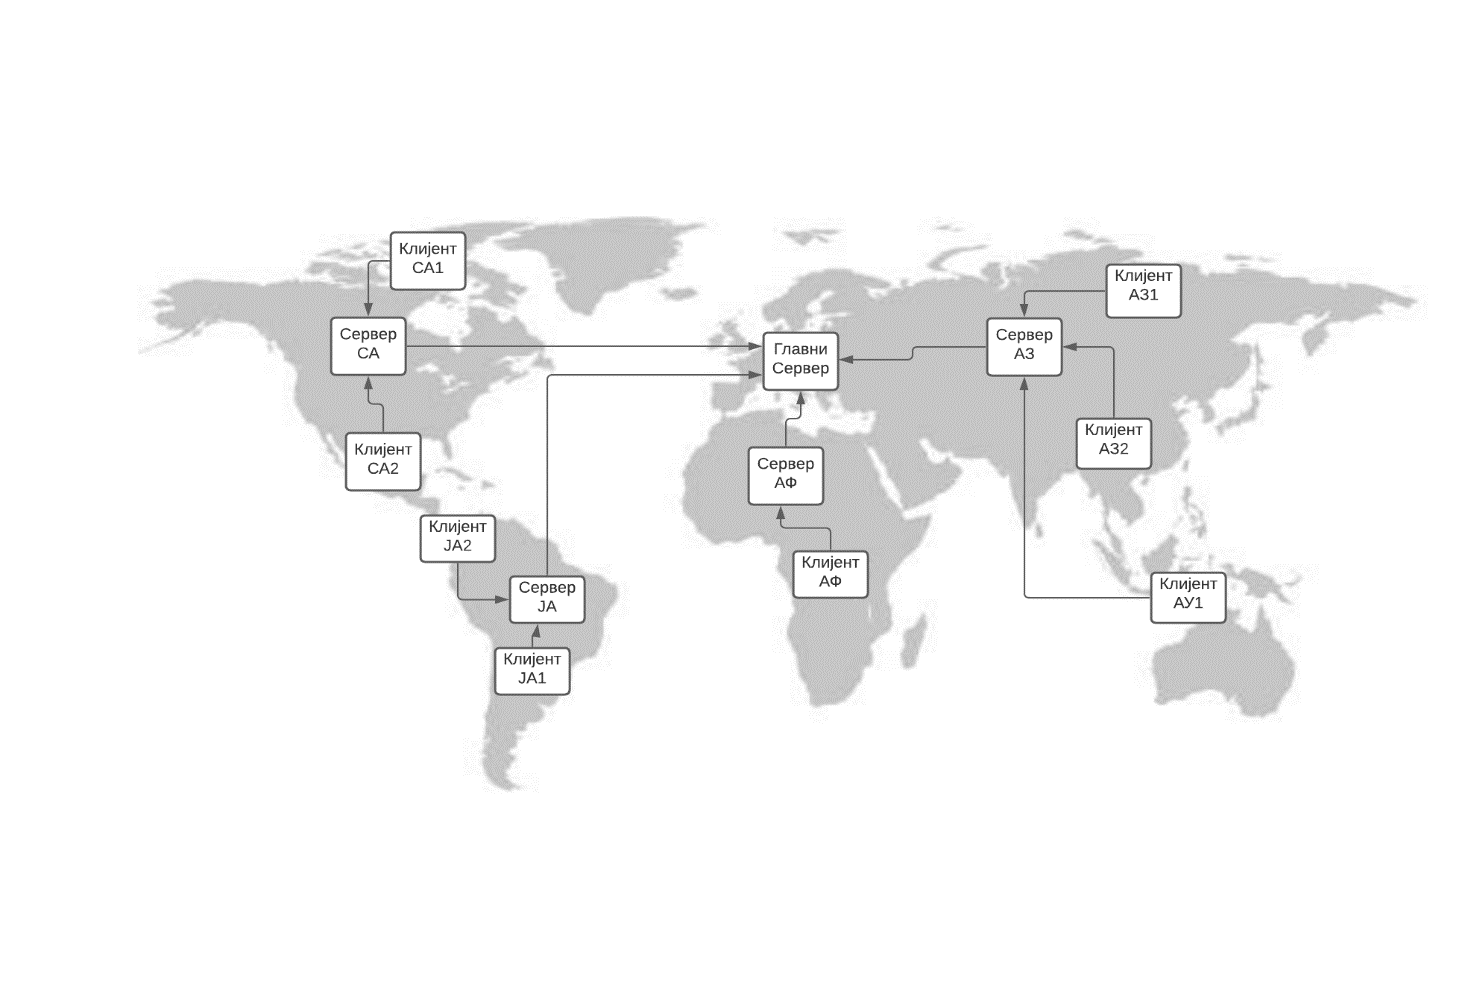 Клијент
СА1
Сервер
СА
Клијент
СА2
Клијент
ЈА2
Сервер
ЈА
Клијент
ЈА1
Главни
Сервер
Сервер
АФ
Клијент
АФ
Сервер
АЗ
Клијент
АЗ1
Клијент
АЗ2
Клијент
АУ1